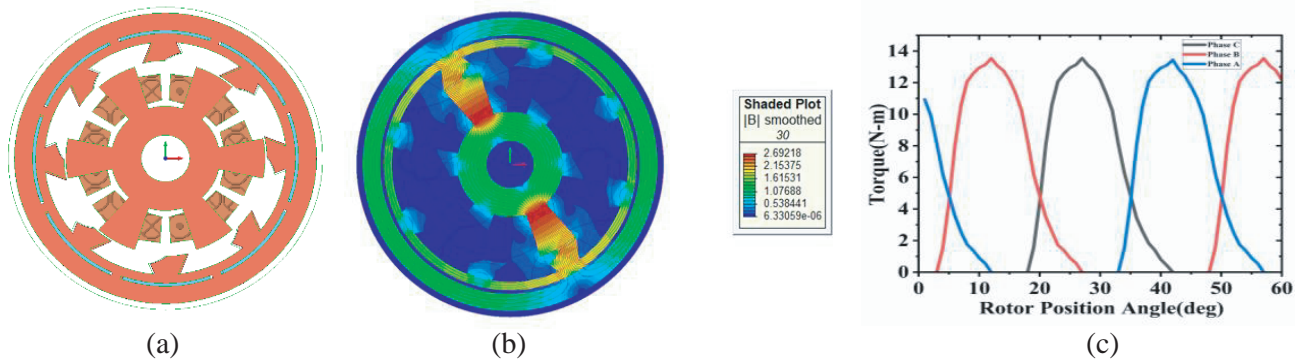 Shaded Plot
|B| smoothed
30
2.69218
2.15375
1.61531
1.07688
0.538441
6.33059e-06
Torque(N-m)
14
12
10
8
6
4
2
0
Phase C
Phase B
Phase A
0 10 20 30 40 50 60
Rotor Position Angle(deg)
(a) (b) (c)